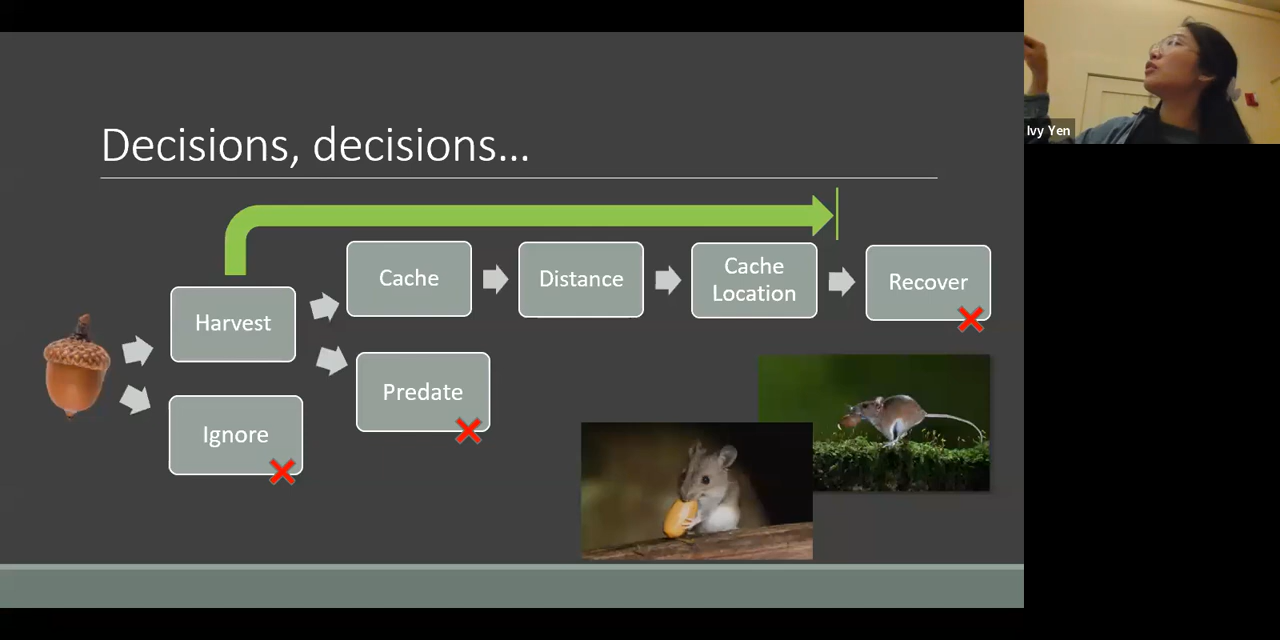 Decisions, decisions...
Harvest
Cache
Distance
Cache
Location
Recover
Ignore
Predate
Ivy Yen